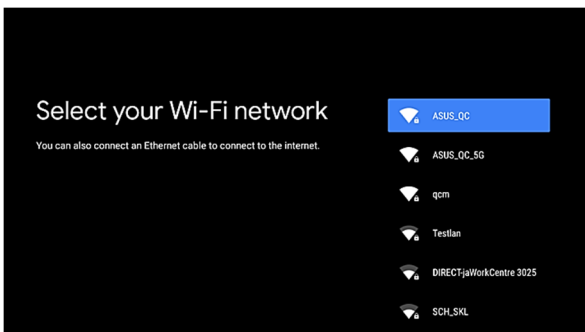 Select your Wi-Fi network
You can also connect an Ethernet cable to connect to the internet.
ASUS_QC
ASUS_QC_5G
qcm
Testlan
DIRECT-jaWorkCentre 3025
SCH_SKL